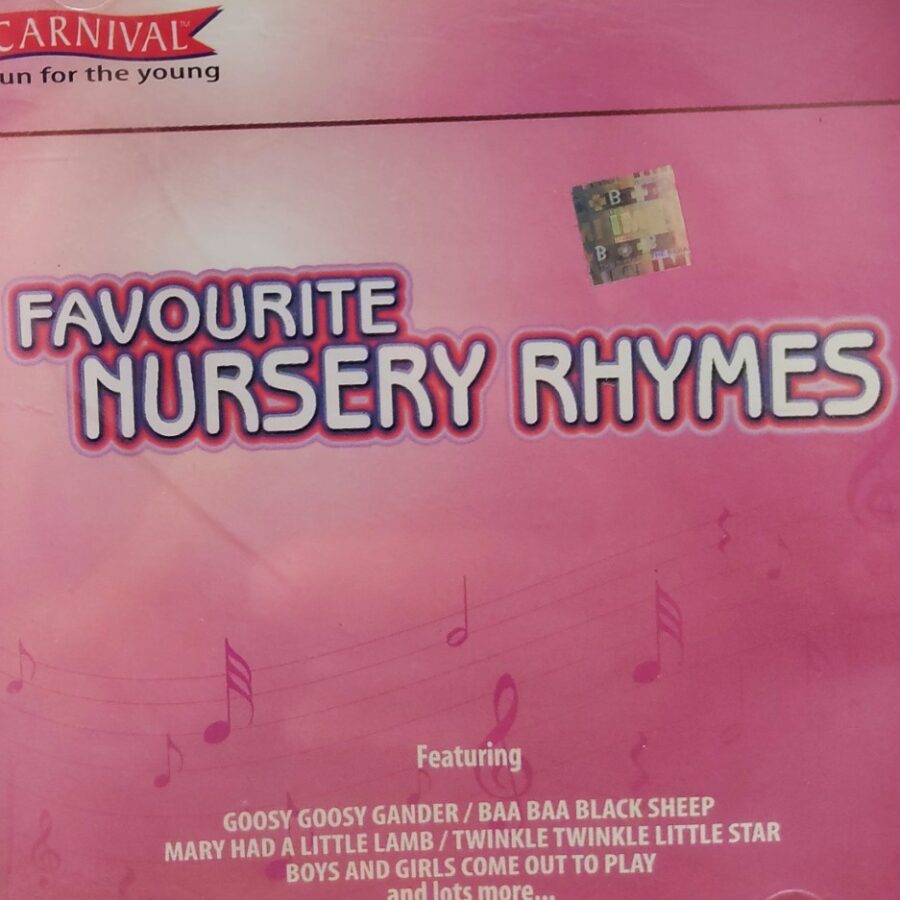 CARNIVAL™
un for the young
B
B
B
FAVOURITE
NURSERY RHYMES
Featuring
GOOSY GOOSY GANDER / BAA BAA BLACK SHEEP
MARY HAD A LITTLE LAMB / TWINKLE TWINKLE LITTLE STAR
BOYS AND GIRLS COME OUT TO PLAY
and lots more...